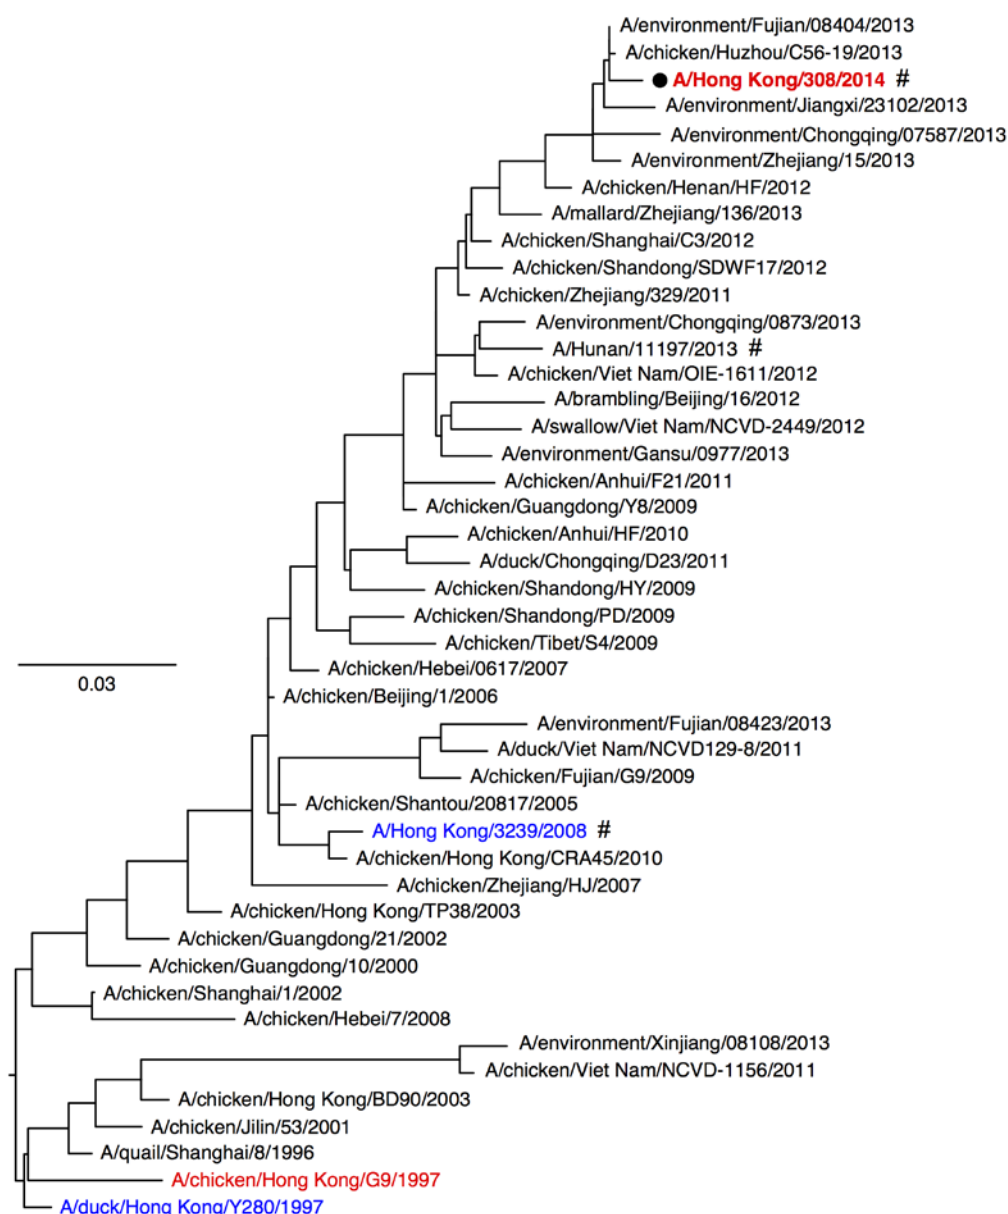 A/environment/Fujian/08404/2013
A/chicken/Huzhou/C56-19/2013
A/Hong Kong/308/2014 #
A/environment/Jiangxi/23102/2013
A/environment/Chongqing/07587/2013
A/environment/Zhejiang/15/2013
A/chicken/Henan/HF/2012
A/mallard/Zhejiang/136/2013
A/chicken/Shanghai/C3/2012
A/chicken/Shandong/SDWF17/2012
A/chicken/Zhejiang/329/2011
A/environment/Chongqing/0873/2013
A/Hunan/11197/2013 #
A/chicken/Viet Nam/OIE-1611/2012
A/brambling/Beijing/16/2012
A/swallow/Viet Nam/NCVD-2449/2012
A/environment/Gansu/0977/2013
A/chicken/Anhui/F21/2011
A/chicken/Guangdong/Y8/2009
A/chicken/Anhui/HF/2010
A/duck/Chongqing/D23/2011
A/chicken/Shandong/HY/2009
A/chicken/Shandong/PD/2009
A/chicken/Tibet/S4/2009
A/chicken/Hebei/0617/2007
0.03
A/chicken/Beijing/1/2006
A/environment/Fujian/08423/2013
A/duck/Viet Nam/NCVD129-8/2011
A/chicken/Fujian/G9/2009
A/chicken/Shantou/20817/2005
A/Hong Kong/3239/2008 #
A/chicken/Hong Kong/CRA45/2010
A/chicken/Zhejiang/HJ/2007
A/chicken/Hong Kong/TP38/2003
A/chicken/Guangdong/21/2002
A/chicken/Guangdong/10/2000
A/chicken/Shanghai/1/2002
A/chicken/Hebei/7/2008
A/environment/Xinjiang/08108/2013
A/chicken/Viet Nam/NCVD-1156/2011
A/chicken/Hong Kong/BD90/2003
A/chicken/Jilin/53/2001
A/quail/Shanghai/8/1996
A/chicken/Hong Kong/G9/1997
A/duck/Hong Kong/Y280/1997